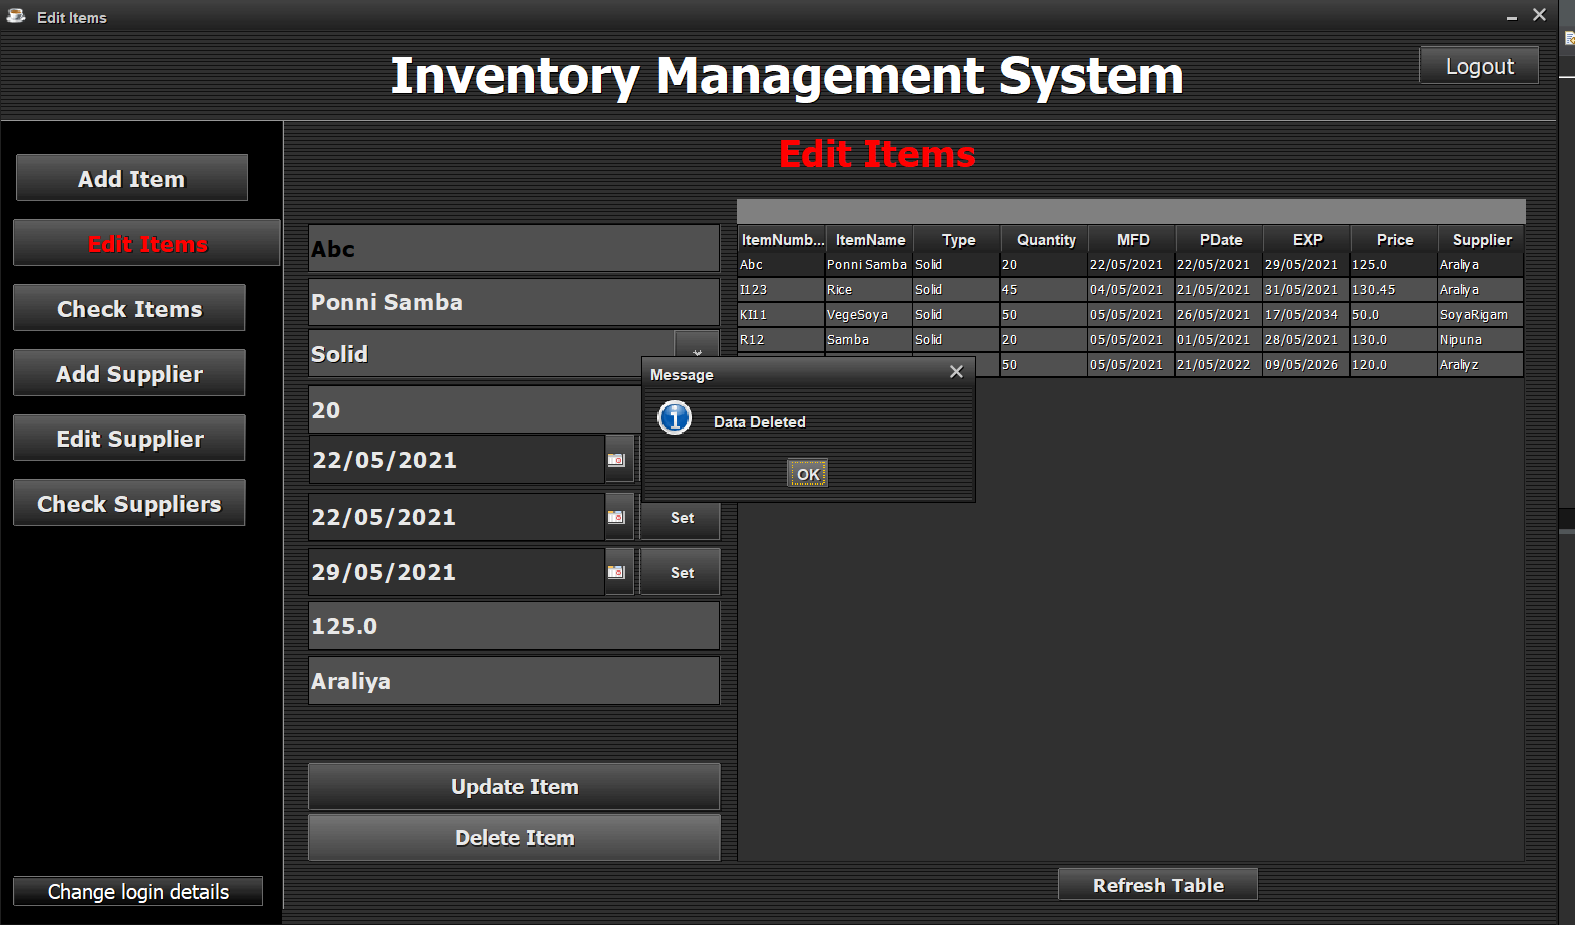 Edit Items
Inventory Management System
Logout
Edit Items
Add Item
Edit Items
Check Items
Add Supplier
Edit Supplier
Check Suppliers
Change login details
Abc
Ponni Samba
Solid
20
22/05/2021
22/05/2021 Set
29/05/2021 Set
125.0
Araliya
Update Item
Delete Item
ItemNumb... ItemName Type Quantity MFD PDate EXP Price Supplier
Abc Ponni Samba Solid 20 22/05/2021 22/05/2021 29/05/2021 125.0 Araliya
I123 Rice Solid 45 04/05/2021 21/05/2021 31/05/2021 130.45 Araliya
KI11 VegeSoya Solid 50 05/05/2021 26/05/2021 17/05/2034 50.0 SoyaRigam
R12 Samba Solid 20 05/05/2021 01/05/2021 28/05/2021 130.0 Nipuna
50 05/05/2021 21/05/2022 09/05/2026 120.0 Araliyz
Message
Data Deleted
OK
Refresh Table